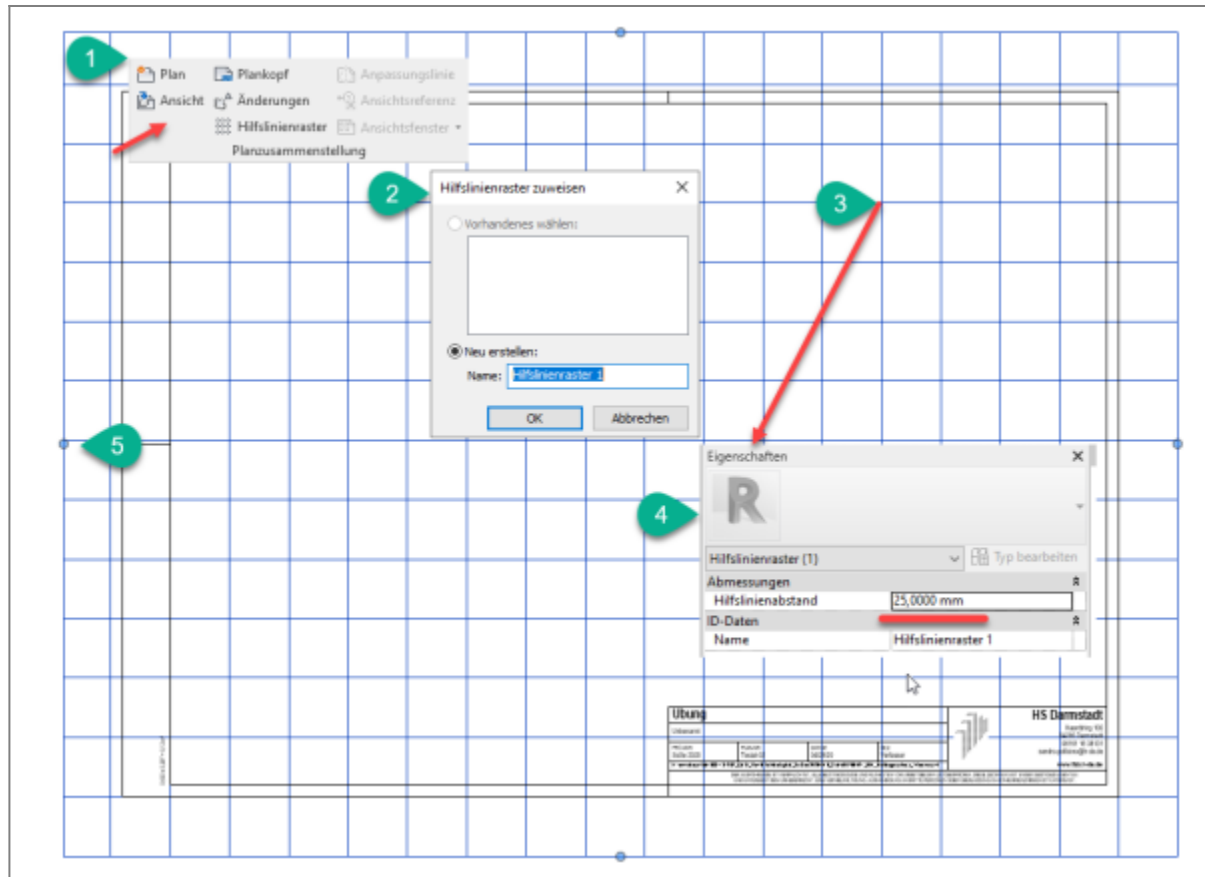 1
Plan Plankopf Anpassungslinie
Ansicht Änderungen Ansichtsreferenz
Hilfslinienraster Ansichtsfenster
Planzusammenstellung
2
Hilfslinienraster zuweisen
Vorhandenes wählen:
Neu erstellen:
Name: Hilfslinienraster 1
OK Abbrechen
3
5
4
Eigenschaften
R
Hilfslinienraster (1) Typ bearbeiten
Abmessungen
Hilfslinienabstand 25,0000 mm
ID-Daten
Name Hilfslinienraster 1
Übung HS Darmstadt